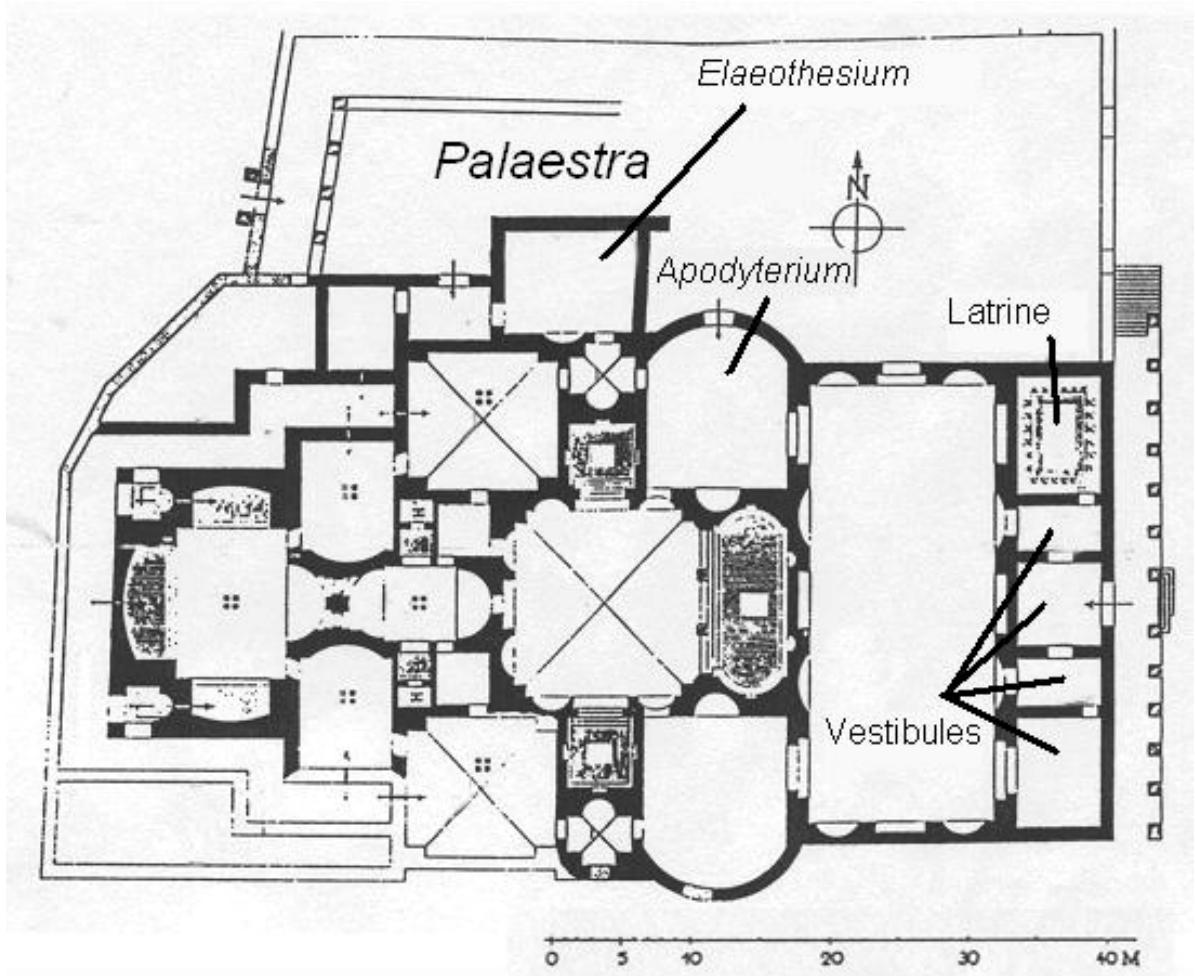 Elaeothesium
Palaestra
N
Apodyterium
Latrine
H
H
H
H
Vestibules
0 5 10 20 30 40 M